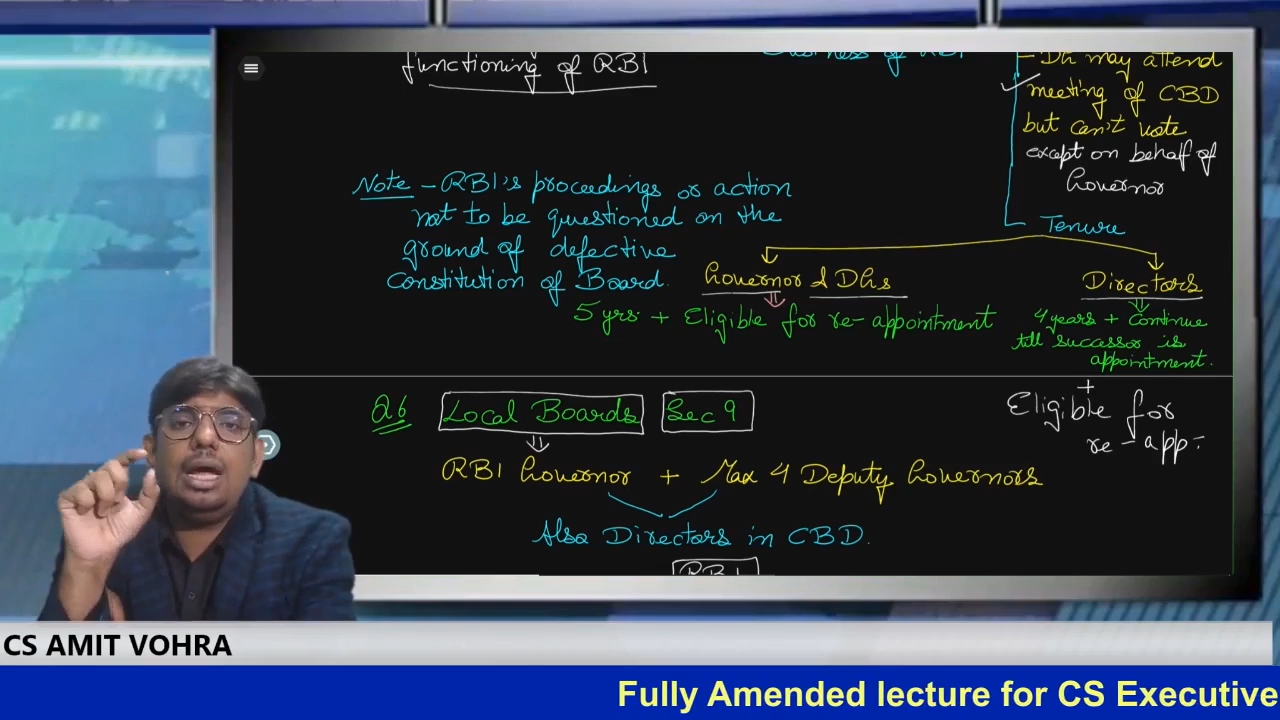 functioning of RBI
Dh may attend
meeting of CBD
but can't vote
except on behalf of
Governor
Note - RBI's proceedings or action
not to be questioned on the
ground of defective
Constitution of Board.
Tenure
Governor & DGs
5 yrs. + Eligible for re-appointment
Directors
4 years + Continue
till successor is
appointment.
+
Eligible for
re-app:
Q6 Local Boards Sec 9
RBI Governor + Max 4 Deputy Governors
Also Directors in CBD.
RBI
CS AMIT VOHRA
Fully Amended lecture for CS Executive